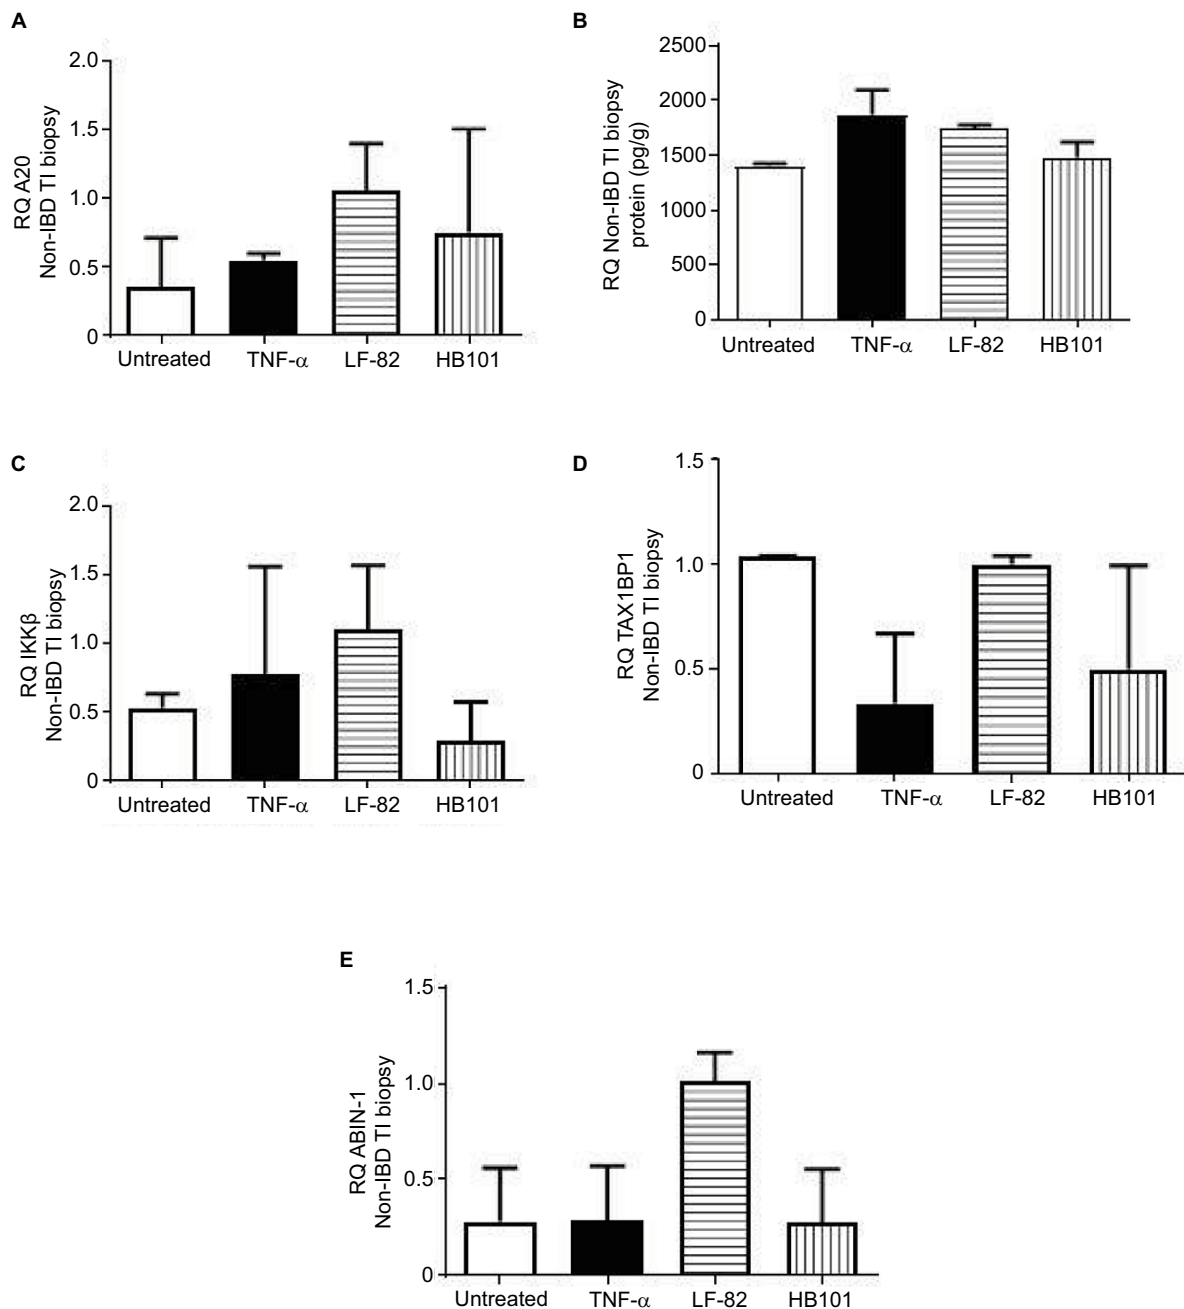 A
RQ A20
Non-IBD TI biopsy
2.0
1.5
1.0
0.5
0
Untreated
TNF-α
LF-82
HB101
B
RQ Non-IBD TI biopsy
protein (pg/g)
2500
2000
1500
1000
500
0
Untreated
TNF-α
LF-82
HB101
C
RQ IKKβ
Non-IBD TI biopsy
2.0
1.5
1.0
0.5
0
Untreated
TNF-α
LF-82
HB101
D
RQ TAX1BP1
Non-IBD TI biopsy
1.5
1.0
0.5
0
Untreated
TNF-α
LF-82
HB101
E
RQ ABIN-1
Non-IBD TI biopsy
1.5
1.0
0.5
0
Untreated
TNF-α
LF-82
HB101